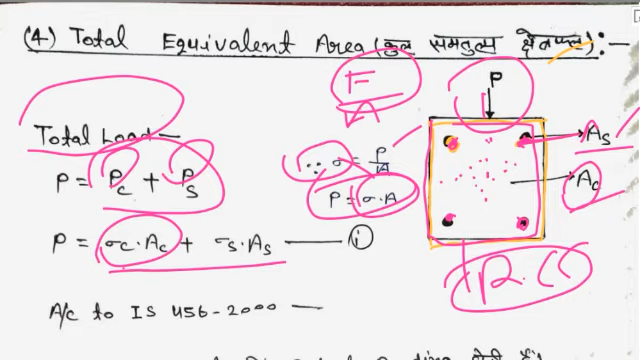 (4) Total Equivalent Area (कुल समतुल्य क्षेत्रफल) :-
F/A
P
Total Load -
∵ σ = P/A
As
P = Pc + Ps
P = σ.A
Ac
P = σc.Ac + σs.As —— (i)
R.CC
A/c to IS 456-2000 —